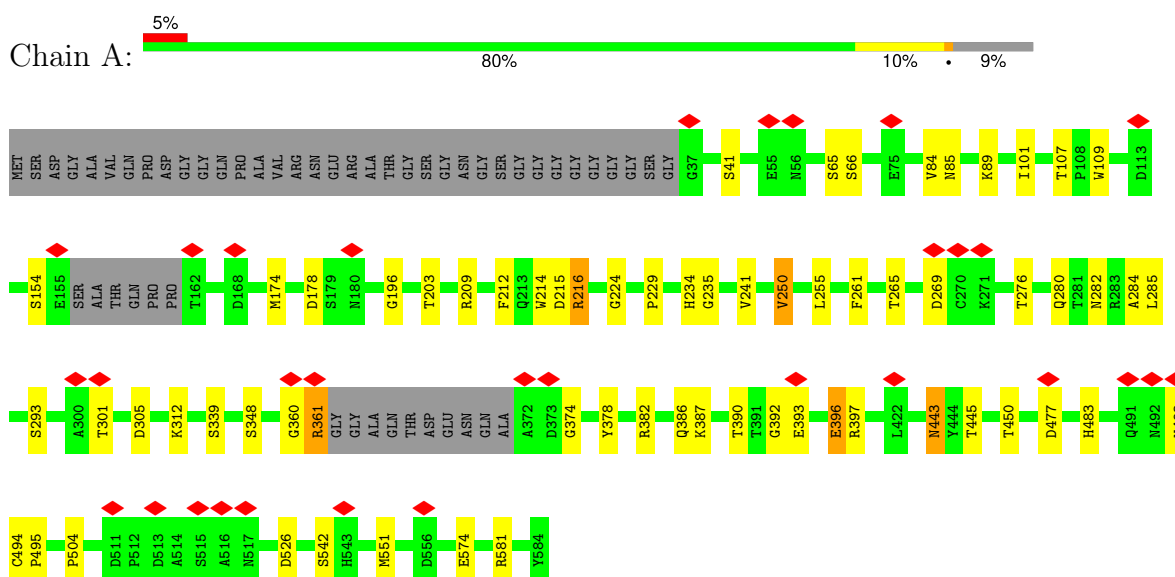 5%
Chain A:
80% 10% • 9%
MET SER ASP GLY ALA VAL GLN PRO ASP GLY GLY GLN PRO ALA VAL ARG ASN GLU ARG ALA THR GLY SER GLY ASN GLY SER GLY GLY GLY GLY GLY GLY GLY SER GLY G37 S41 E55 N56 S65 S66 E75 V84 N85 K89 I101 T107 P108 W109 D113
S154 E155 SER ALA THR GLN PRO PRO T162 D168 M174 D178 S179 N180 G196 T203 R209 F212 Q213 W214 D215 R216 G224 P229 H234 G235 V241 V250 L255 F261 T265 D269 C270 K271 T276 Q280 T281 N282 R283 A284 L285
S293 A300 T301 D305 K312 S339 S348 G360 R361 GLY GLY ALA GLN THR ASP GLU ASN GLN ALA A372 D373 G374 Y378 R382 Q386 K387 T390 T391 G392 E393 E396 R397 L422 N443 Y444 T445 T450 D477 H483 Q491 N492
C494 P495 P504 D511 P512 D513 A514 S515 A516 N517 D526 S542 H543 M551 D556 E574 R581 Y584